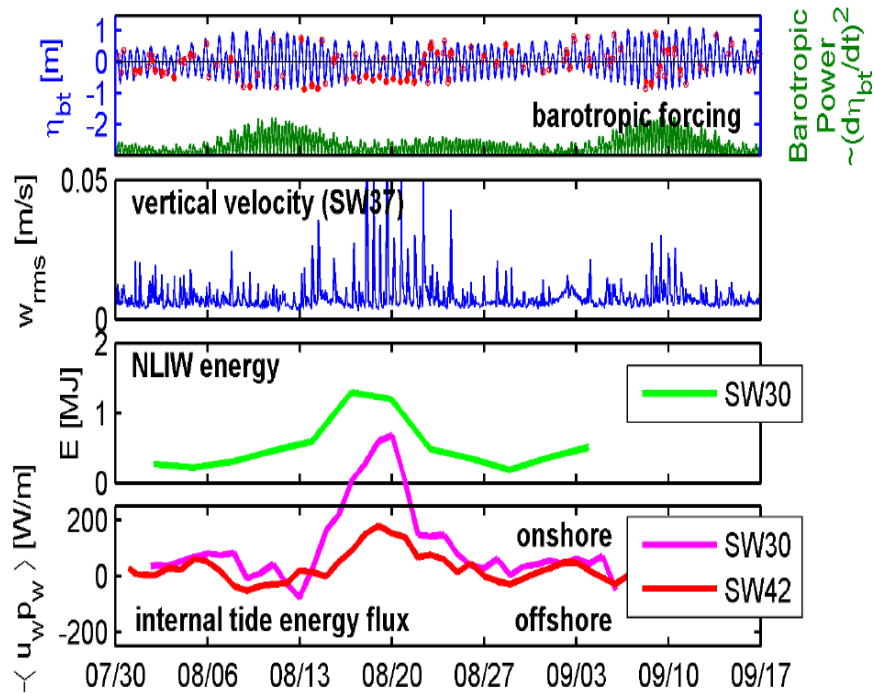 1
0
-1
-2
η_bt [m]
barotropic forcing
Barotropic
Power
~(dη_bt/dt)²
0.05
0
w_rms [m/s]
vertical velocity (SW37)
2
1
0
E [MJ]
NLIW energy
SW30
200
0
-200
-⟨ u_w p_w ⟩ [W/m]
onshore
SW30
SW42
internal tide energy flux
offshore
07/30 08/06 08/13 08/20 08/27 09/03 09/10 09/17